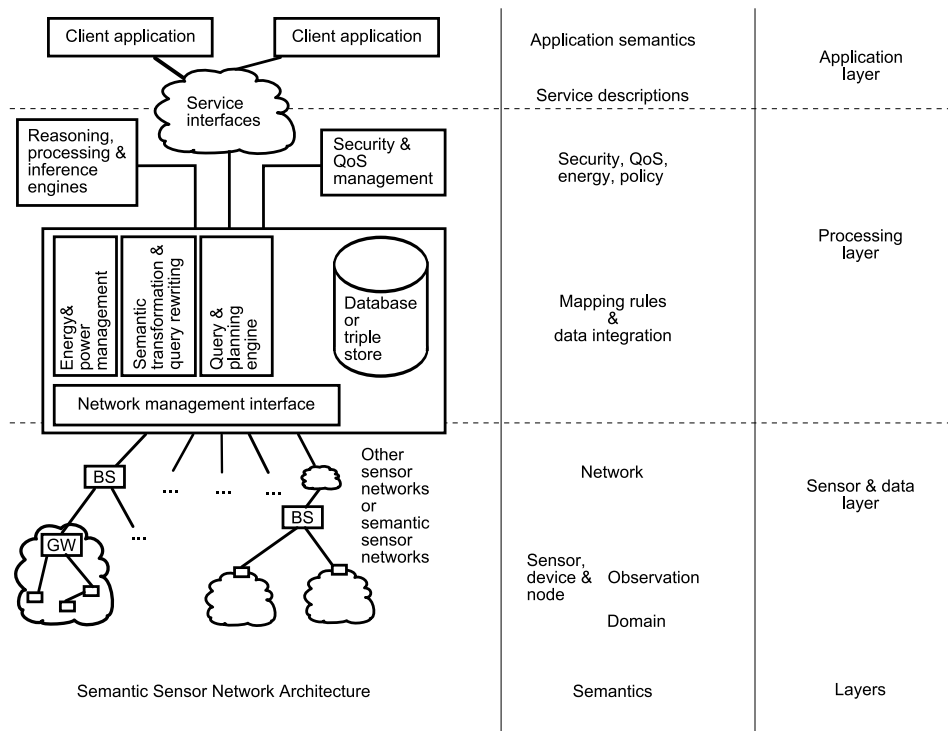 Client application
Client application
Application semantics
Application
layer
Service
interfaces
Service descriptions
Reasoning,
processing &
inference
engines
Security &
QoS
management
Security, QoS,
energy, policy
Processing
layer
Energy&
power
management
Semantic
transformation &
query rewriting
Query &
planning
engine
Database
or
triple
store
Mapping rules
&
data integration
Network management interface
BS
...
...
...
...
BS
Other
sensor
networks
or
semantic
sensor
networks
Network
Sensor & data
layer
GW
Sensor,
device &
node
Observation
Domain
Semantic Sensor Network Architecture
Semantics
Layers